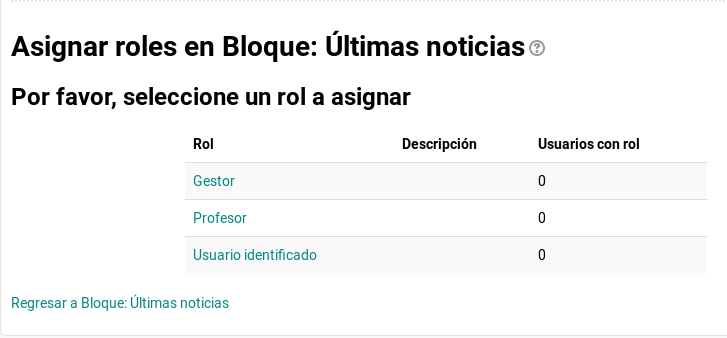 Asignar roles en Bloque: Últimas noticias
Por favor, seleccione un rol a asignar
Rol Descripción Usuarios con rol
Gestor 0
Profesor 0
Usuario identificado 0
Regresar a Bloque: Últimas noticias